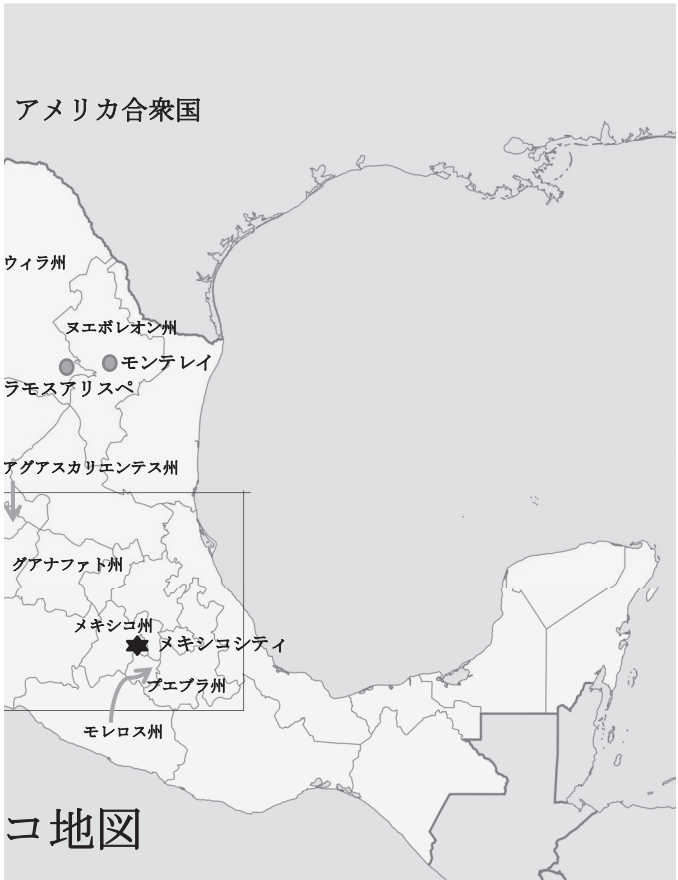 アメリカ合衆国
ウィラ州
ヌエボレオン州
モンテレイ
ラモスアリスペ
アグアスカリエンテス州
グアナファト州
メキシコ州
メキシコシティ
プエブラ州
モレロス州
コ地図